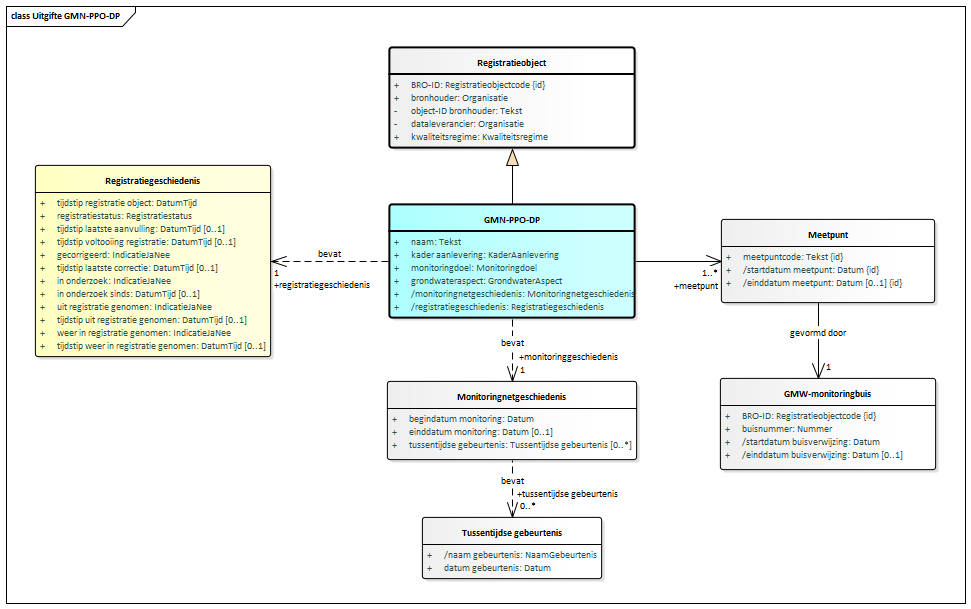 class Uitgifte GMN-PPO-DP
Registratieobject
+ BRO-ID: Registratieobjectcode {id}
+ bronhouder: Organisatie
- object-ID bronhouder: Tekst
- dataleverancier: Organisatie
+ kwaliteitsregime: Kwaliteitsregime
Registratiegeschiedenis
+ tijdstip registratie object: DatumTijd
+ registratiestatus: Registratiestatus
+ tijdstip laatste aanvulling: DatumTijd [0..1]
+ tijdstip voltooiing registratie: DatumTijd [0..1]
+ gecorrigeerd: IndicatieJaNee
+ tijdstip laatste correctie: DatumTijd [0..1]
+ in onderzoek: IndicatieJaNee
+ in onderzoek sinds: DatumTijd [0..1]
+ uit registratie genomen: IndicatieJaNee
+ tijdstip uit registratie genomen: DatumTijd [0..1]
+ weer in registratie genomen: IndicatieJaNee
+ tijdstip weer in registratie genomen: DatumTijd [0..1]
bevat
1
+registratiegeschiedenis
GMN-PPO-DP
+ naam: Tekst
+ kader aanlevering: KaderAanlevering
+ monitoringdoel: Monitoringdoel
+ grondwateraspect: GrondwaterAspect
+ /monitoringnetgeschiedenis: Monitoringnetgeschiedenis
+ /registratiegeschiedenis: Registratiegeschiedenis
1..*
+meetpunt
Meetpunt
+ meetpuntcode: Tekst {id}
+ /startdatum meetpunt: Datum {id}
+ /einddatum meetpunt: Datum [0..1] {id}
gevormd door
1
GMW-monitoringbuis
+ BRO-ID: Registratieobjectcode {id}
+ buisnummer: Nummer
+ /startdatum buisverwijzing: Datum
+ /einddatum buisverwijzing: Datum [0..1]
bevat
+monitoringgeschiedenis
1
Monitoringnetgeschiedenis
+ begindatum monitoring: Datum
+ einddatum monitoring: Datum [0..1]
+ tussentijdse gebeurtenis: Tussentijdse gebeurtenis [0..*]
bevat
+tussentijdse gebeurtenis
0..*
Tussentijdse gebeurtenis
+ /naam gebeurtenis: NaamGebeurtenis
+ datum gebeurtenis: Datum